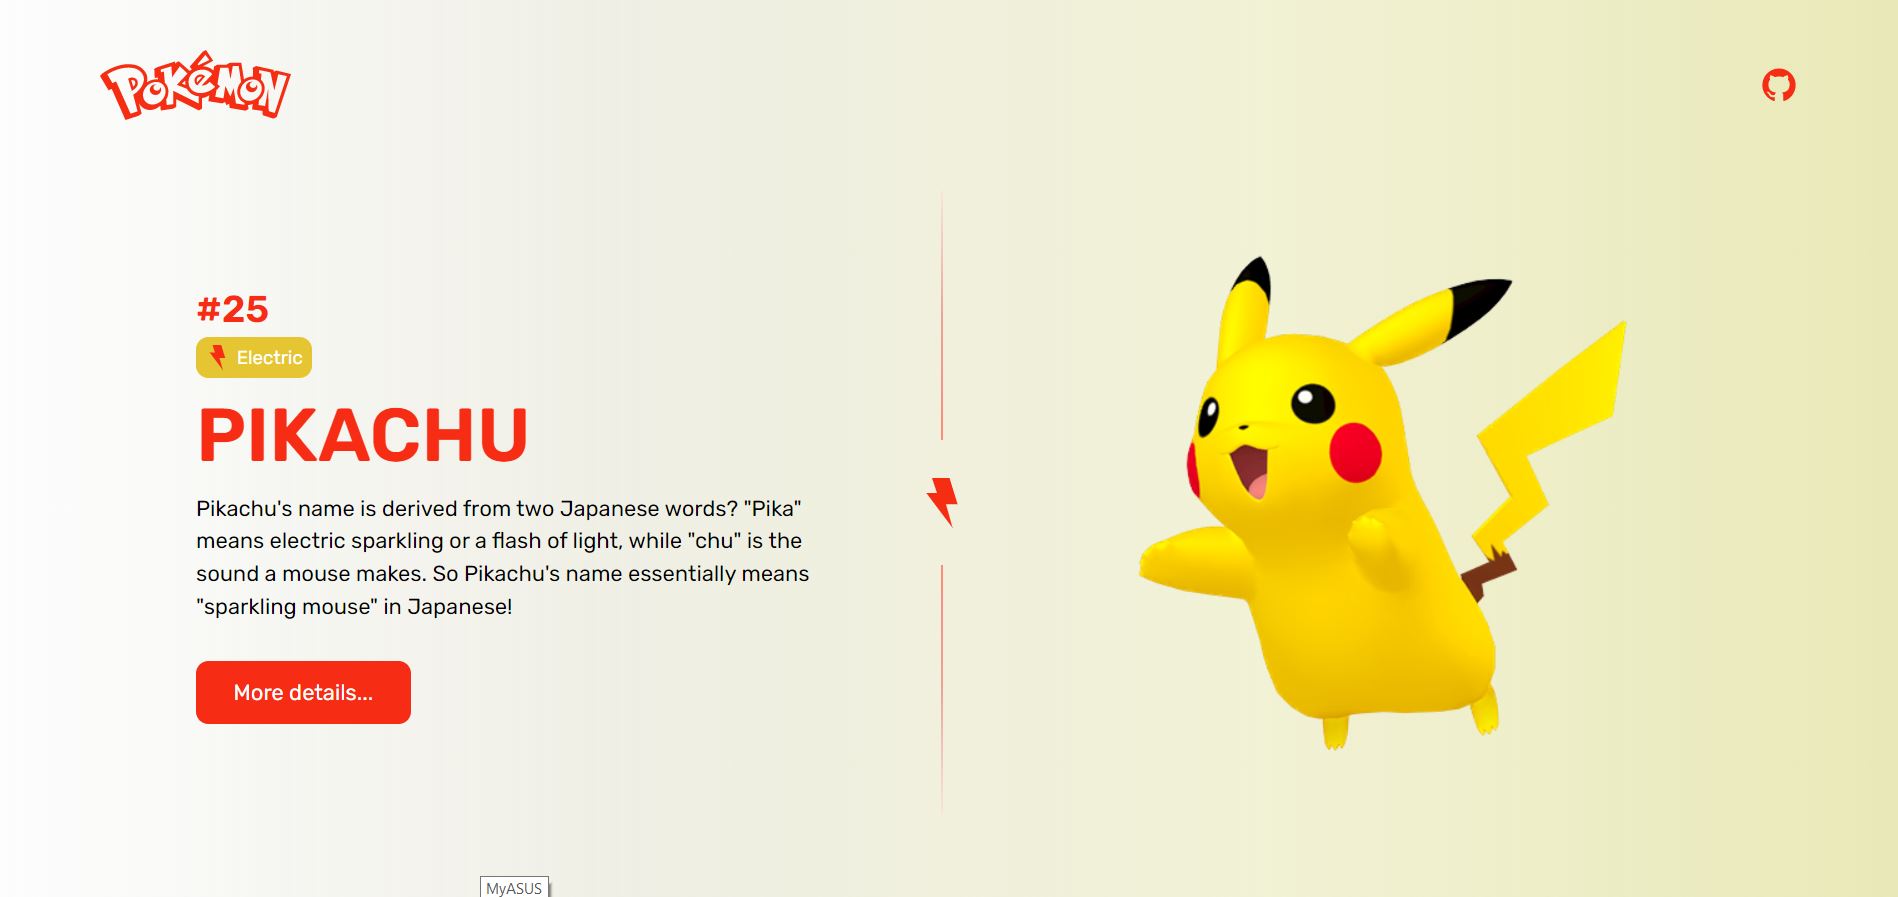 Pokémon
#25
Electric
PIKACHU
Pikachu's name is derived from two Japanese words? "Pika"
means electric sparkling or a flash of light, while "chu" is the
sound a mouse makes. So Pikachu's name essentially means
"sparkling mouse" in Japanese!
More details...
MyASUS